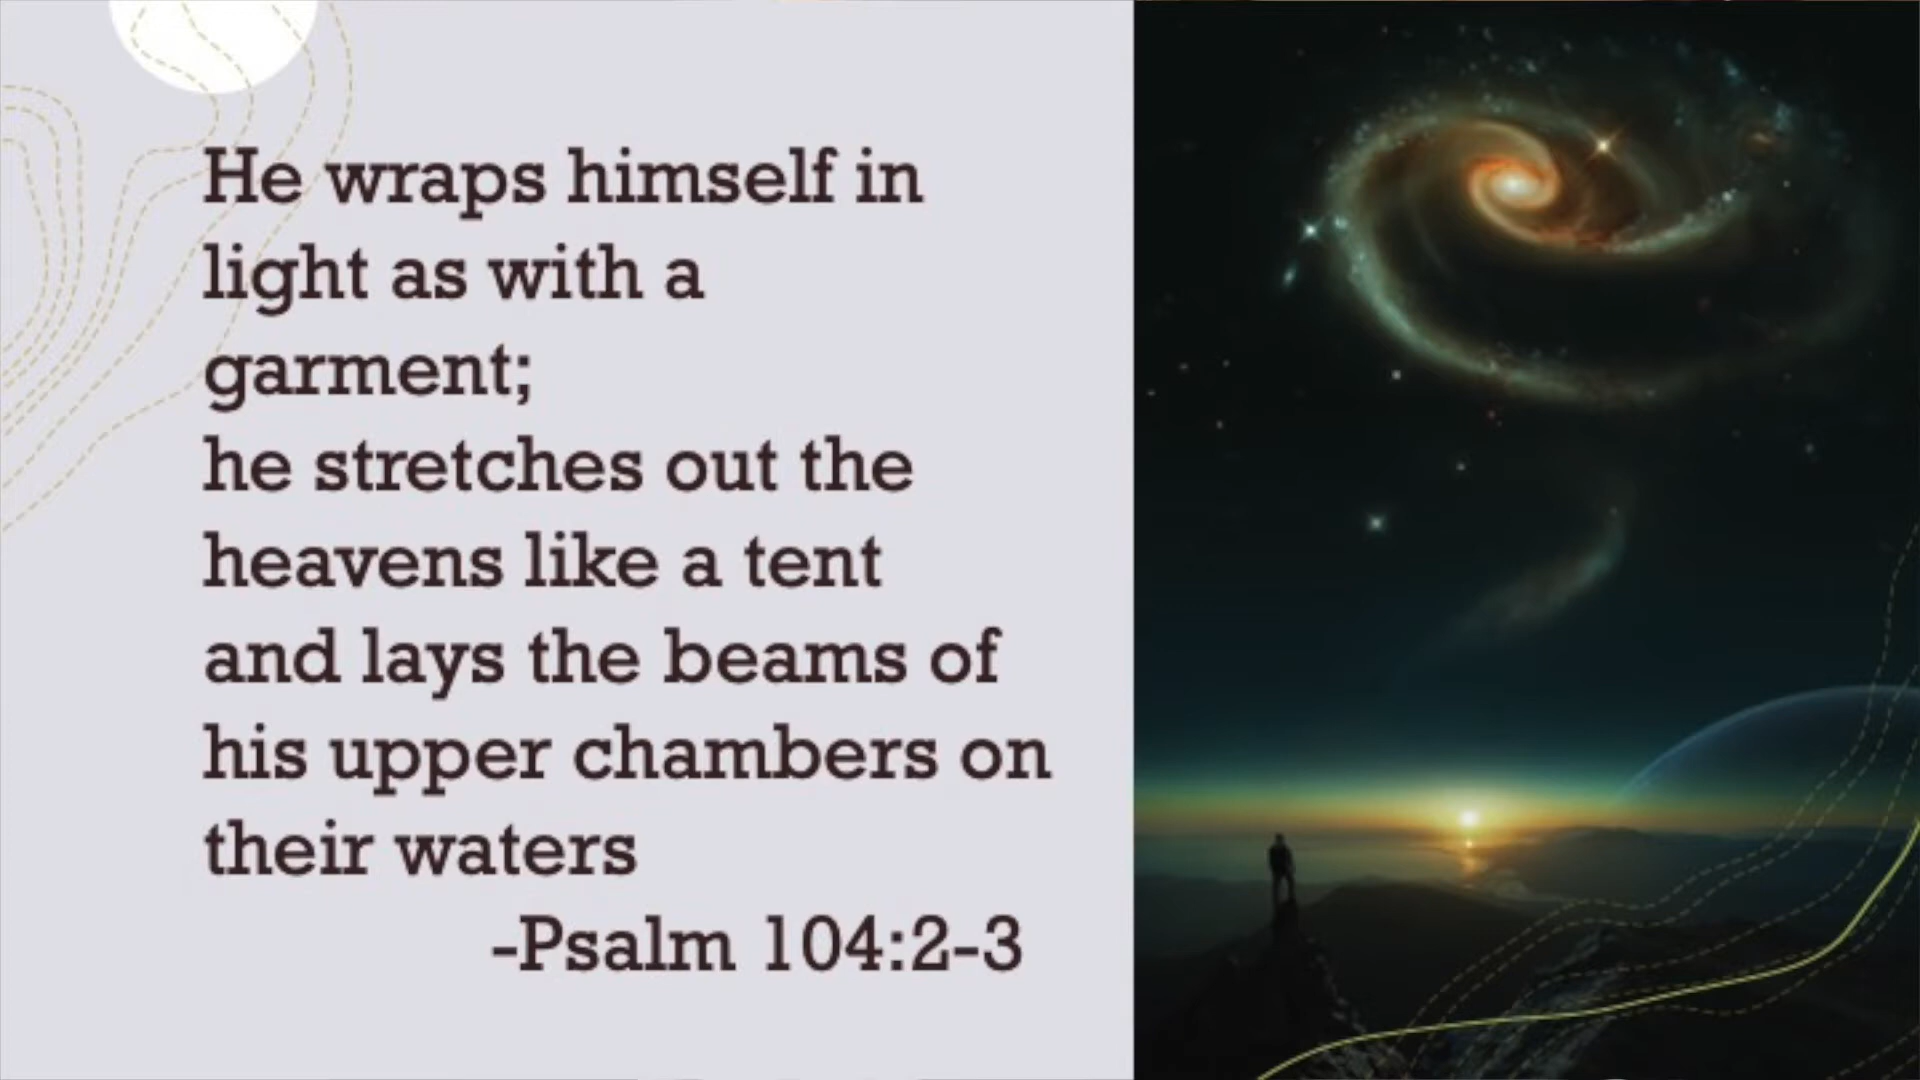 He wraps himself in
light as with a
garment;
he stretches out the
heavens like a tent
and lays the beams of
his upper chambers on
their waters
-Psalm 104:2-3